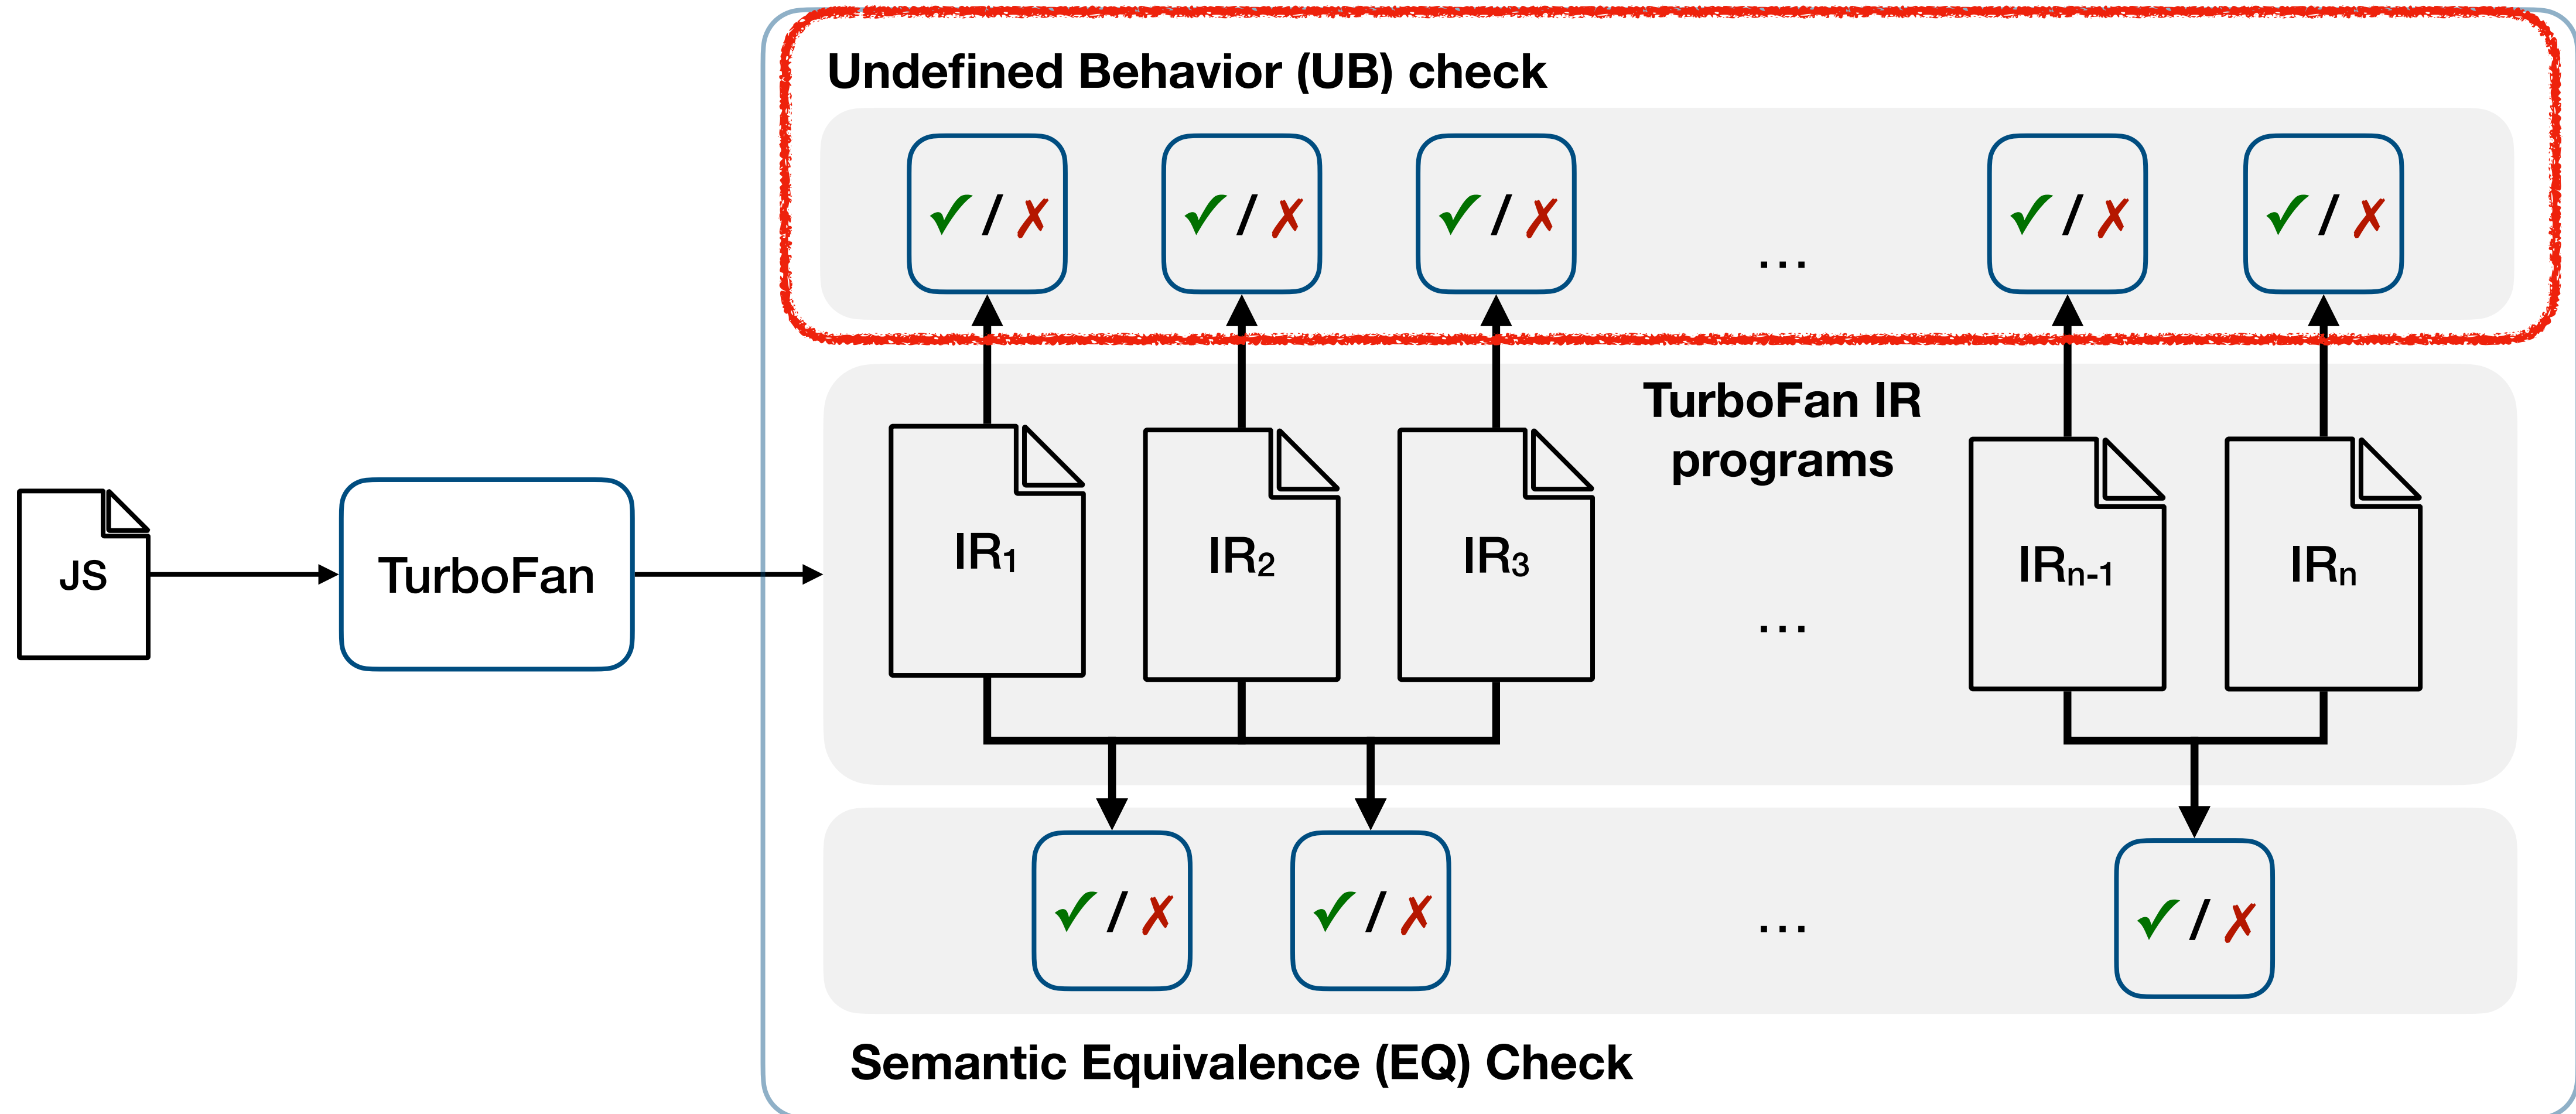 Undefined Behavior (UB) check
✓ / ✗ ✓ / ✗ ✓ / ✗ … ✓ / ✗ ✓ / ✗
TurboFan IR
programs
JS
TurboFan
IR₁ IR₂ IR₃ … IRₙ₋₁ IRₙ
✓ / ✗ ✓ / ✗ … ✓ / ✗
Semantic Equivalence (EQ) Check